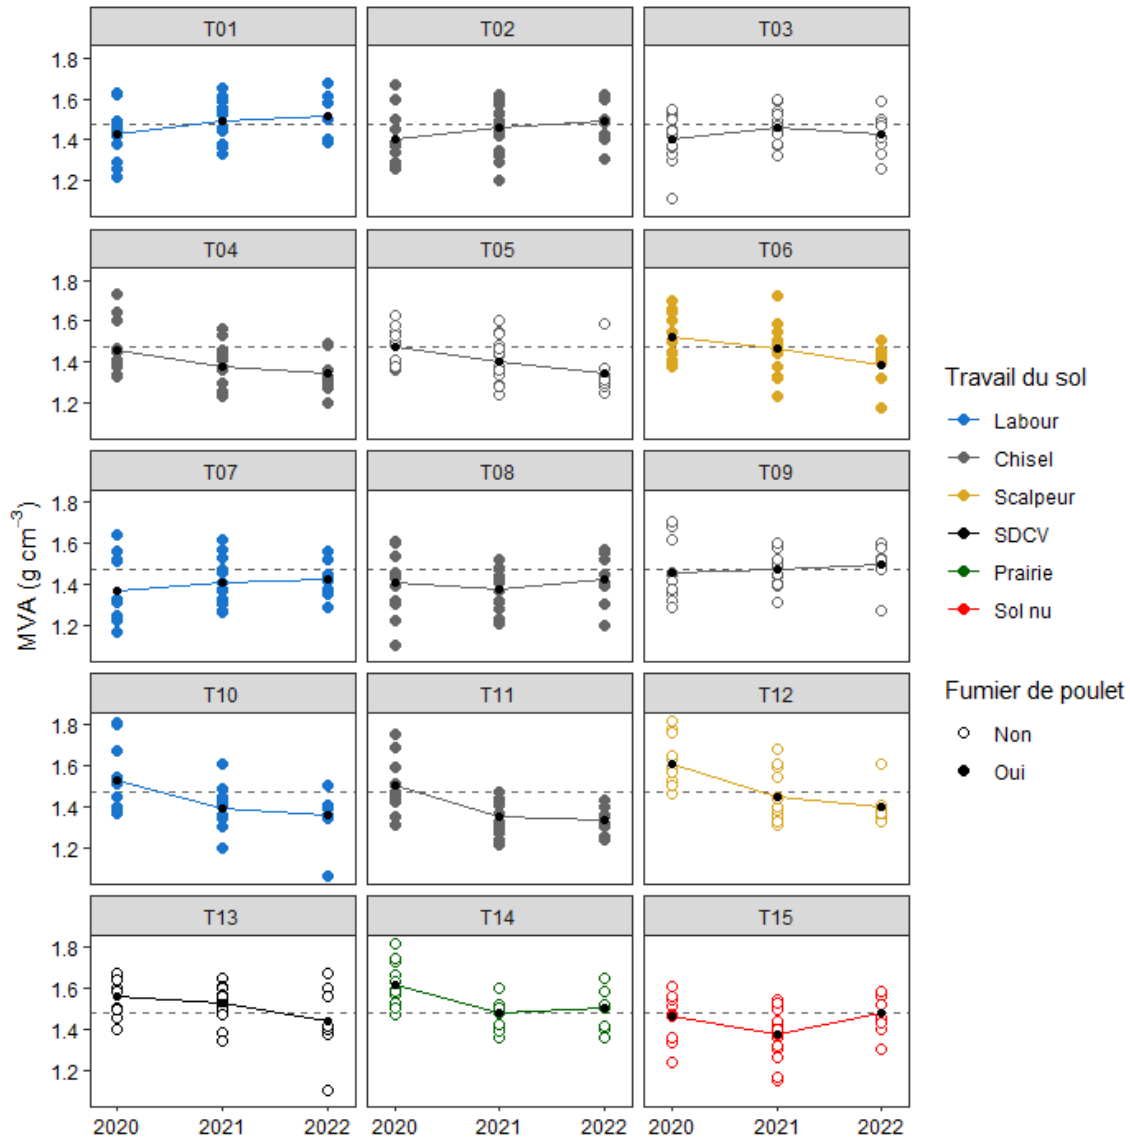 T01 T02 T03
1.8
1.6
1.4
1.2
T04 T05 T06
1.8
1.6
1.4
1.2
T07 T08 T09
1.8
1.6
1.4
1.2
T10 T11 T12
1.8
1.6
1.4
1.2
T13 T14 T15
1.8
1.6
1.4
1.2
2020 2021 2022 2020 2021 2022 2020 2021 2022
MVA (g cm⁻³)
Travail du sol
Labour
Chisel
Scalpeur
SDCV
Prairie
Sol nu
Fumier de poulet
Non
Oui